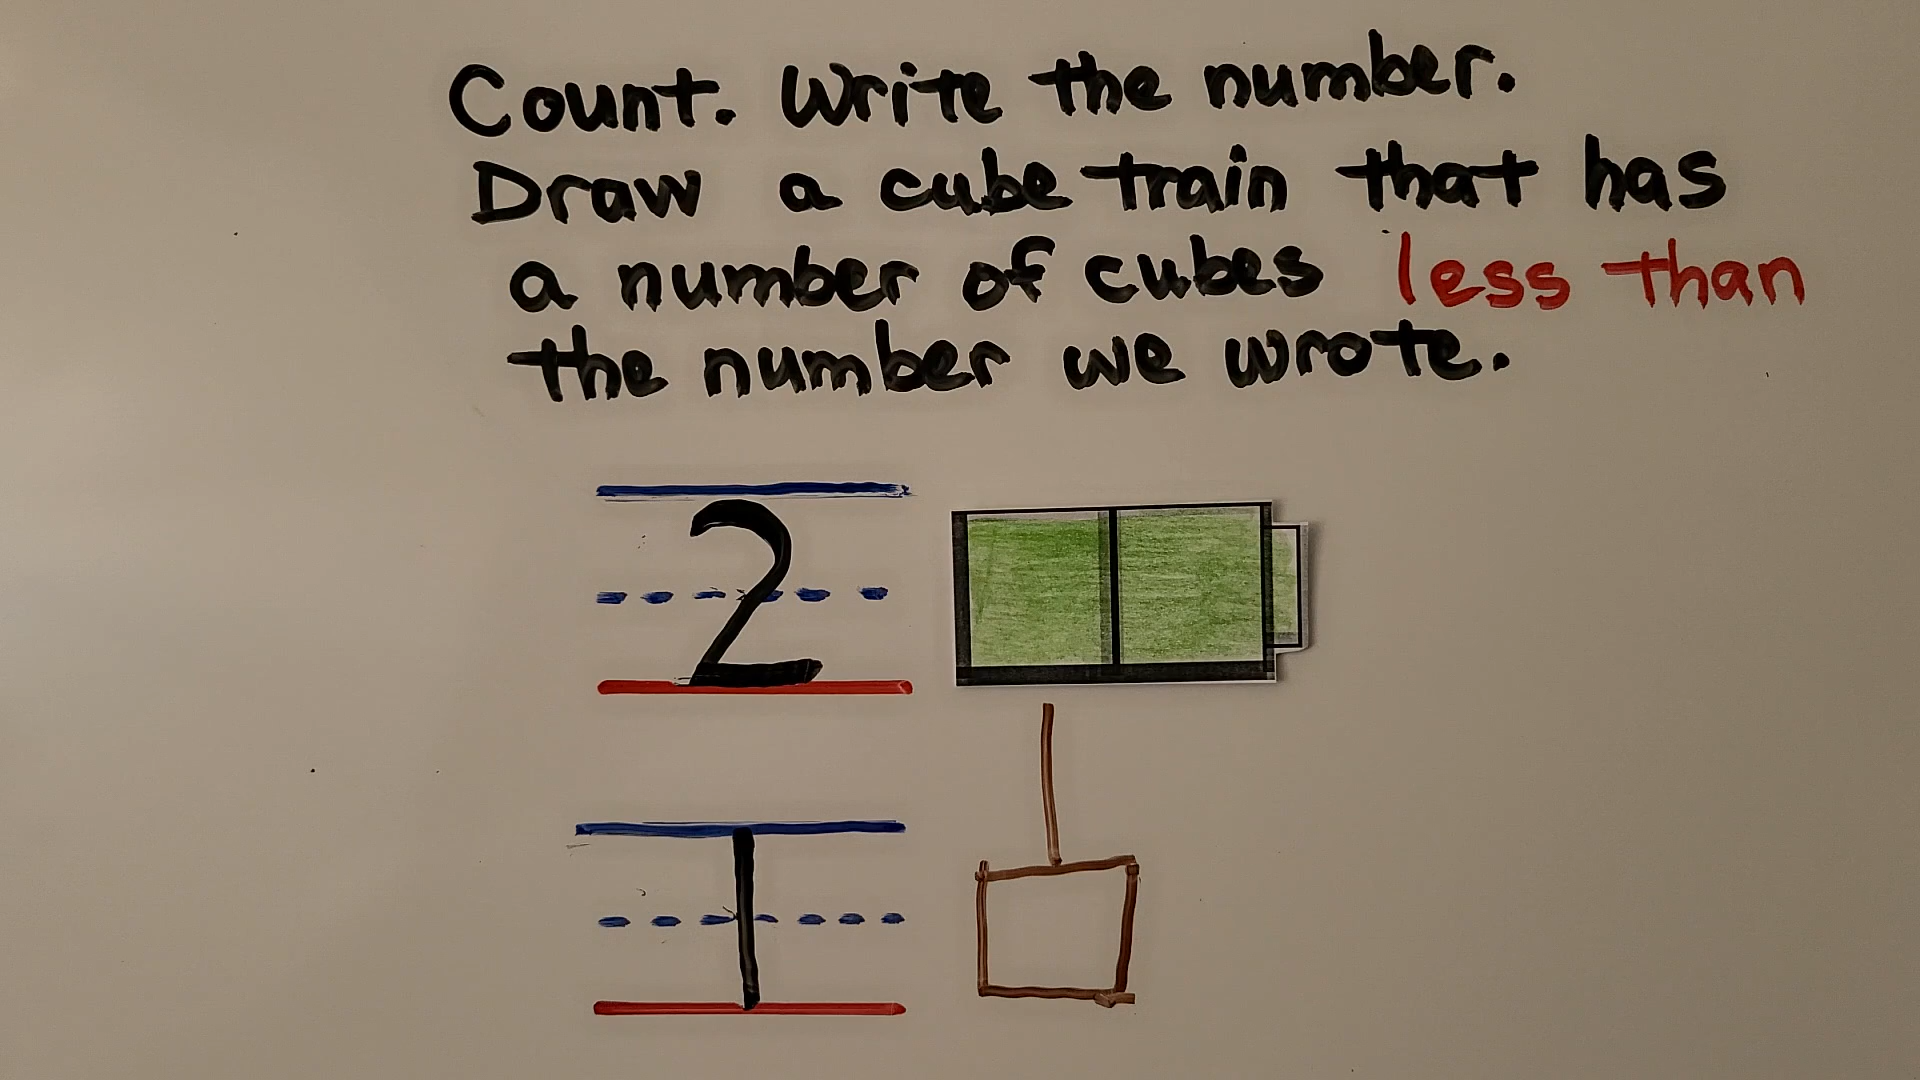 Count. Write the number.
Draw a cube train that has
a number of cubes less than
the number we wrote.
2
1